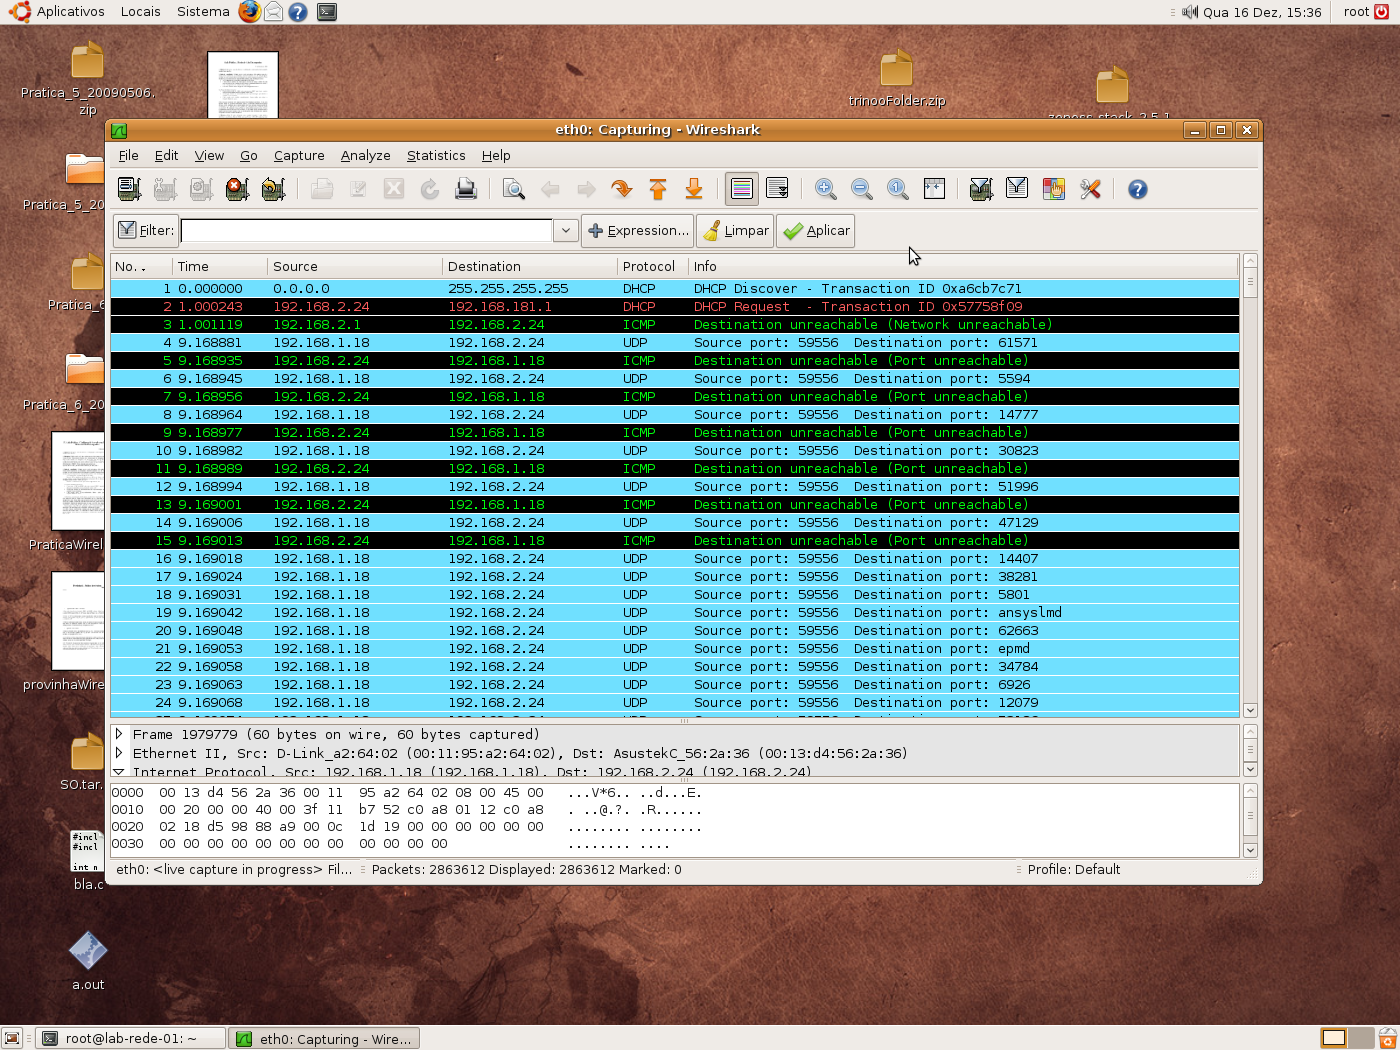 Aplicativos Locais Sistema
Qua 16 Dez, 15:36 root
Pratica_5_20090506.
zip
trinooFolder.zip
eth0: Capturing - Wireshark
File Edit View Go Capture Analyze Statistics Help
Filter: Expression... Limpar Aplicar
No. . Time Source Destination Protocol Info
1 0.000000 0.0.0.0 255.255.255.255 DHCP DHCP Discover - Transaction ID 0xa6cb7c71
2 1.000243 192.168.2.24 192.168.181.1 DHCP DHCP Request - Transaction ID 0x57758f09
3 1.001119 192.168.2.1 192.168.2.24 ICMP Destination unreachable (Network unreachable)
4 9.168881 192.168.1.18 192.168.2.24 UDP Source port: 59556 Destination port: 61571
5 9.168935 192.168.2.24 192.168.1.18 ICMP Destination unreachable (Port unreachable)
6 9.168945 192.168.1.18 192.168.2.24 UDP Source port: 59556 Destination port: 5594
7 9.168956 192.168.2.24 192.168.1.18 ICMP Destination unreachable (Port unreachable)
8 9.168964 192.168.1.18 192.168.2.24 UDP Source port: 59556 Destination port: 14777
9 9.168977 192.168.2.24 192.168.1.18 ICMP Destination unreachable (Port unreachable)
10 9.168982 192.168.1.18 192.168.2.24 UDP Source port: 59556 Destination port: 30823
11 9.168989 192.168.2.24 192.168.1.18 ICMP Destination unreachable (Port unreachable)
12 9.168994 192.168.1.18 192.168.2.24 UDP Source port: 59556 Destination port: 51996
13 9.169001 192.168.2.24 192.168.1.18 ICMP Destination unreachable (Port unreachable)
14 9.169006 192.168.1.18 192.168.2.24 UDP Source port: 59556 Destination port: 47129
15 9.169013 192.168.2.24 192.168.1.18 ICMP Destination unreachable (Port unreachable)
16 9.169018 192.168.1.18 192.168.2.24 UDP Source port: 59556 Destination port: 14407
17 9.169024 192.168.1.18 192.168.2.24 UDP Source port: 59556 Destination port: 38281
18 9.169031 192.168.1.18 192.168.2.24 UDP Source port: 59556 Destination port: 5801
19 9.169042 192.168.1.18 192.168.2.24 UDP Source port: 59556 Destination port: ansyslmd
20 9.169048 192.168.1.18 192.168.2.24 UDP Source port: 59556 Destination port: 62663
21 9.169053 192.168.1.18 192.168.2.24 UDP Source port: 59556 Destination port: epmd
22 9.169058 192.168.1.18 192.168.2.24 UDP Source port: 59556 Destination port: 34784
23 9.169063 192.168.1.18 192.168.2.24 UDP Source port: 59556 Destination port: 6926
24 9.169068 192.168.1.18 192.168.2.24 UDP Source port: 59556 Destination port: 12079
Frame 1979779 (60 bytes on wire, 60 bytes captured)
Ethernet II, Src: D-Link_a2:64:02 (00:11:95:a2:64:02), Dst: AsustekC_56:2a:36 (00:13:d4:56:2a:36)
Internet Protocol, Src: 192.168.1.18 (192.168.1.18), Dst: 192.168.2.24 (192.168.2.24)
0000 00 13 d4 56 2a 36 00 11 95 a2 64 02 08 00 45 00 ...V*6.. ..d...E.
0010 00 20 00 00 40 00 3f 11 b7 52 c0 a8 01 12 c0 a8 . ..@.?. .R......
0020 02 18 d5 98 88 a9 00 0c 1d 19 00 00 00 00 00 00 ........ ........
0030 00 00 00 00 00 00 00 00 00 00 00 00 ........ ....
eth0: <live capture in progress> Fil... Packets: 2863612 Displayed: 2863612 Marked: 0 Profile: Default
Pratica_5_20
Pratica_6
Pratica_6_20
PraticaWirel
provinhaWire
SO.tar.
#incl
#incl
int n
bla.c
a.out
root@lab-rede-01: ~
eth0: Capturing - Wire...